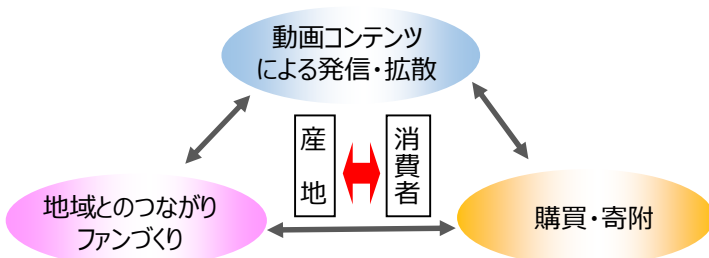 動画コンテンツ
による発信・拡散
産地
消費者
地域とのつながり
ファンづくり
購買・寄附